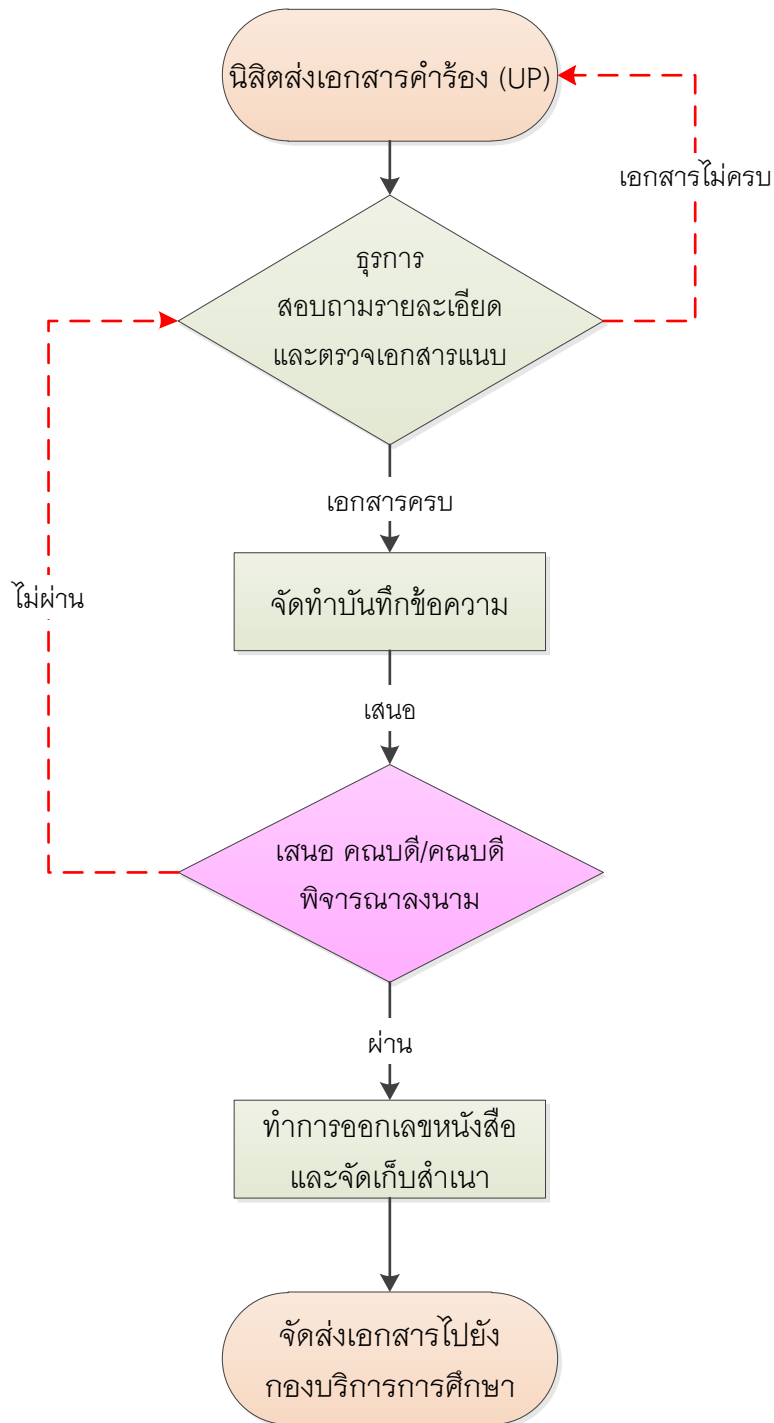 นิสิตส่งเอกสารคำร้อง (UP)
เอกสารไม่ครบ
ธุรการ
สอบถามรายละเอียด
และตรวจเอกสารแนบ
เอกสารครบ
จัดทำบันทึกข้อความ
ไม่ผ่าน
เสนอ
เสนอ คณบดี/คณบดี
พิจารณาลงนาม
ผ่าน
ทำการออกเลขหนังสือ
และจัดเก็บสำเนา
จัดส่งเอกสารไปยัง
กองบริการการศึกษา